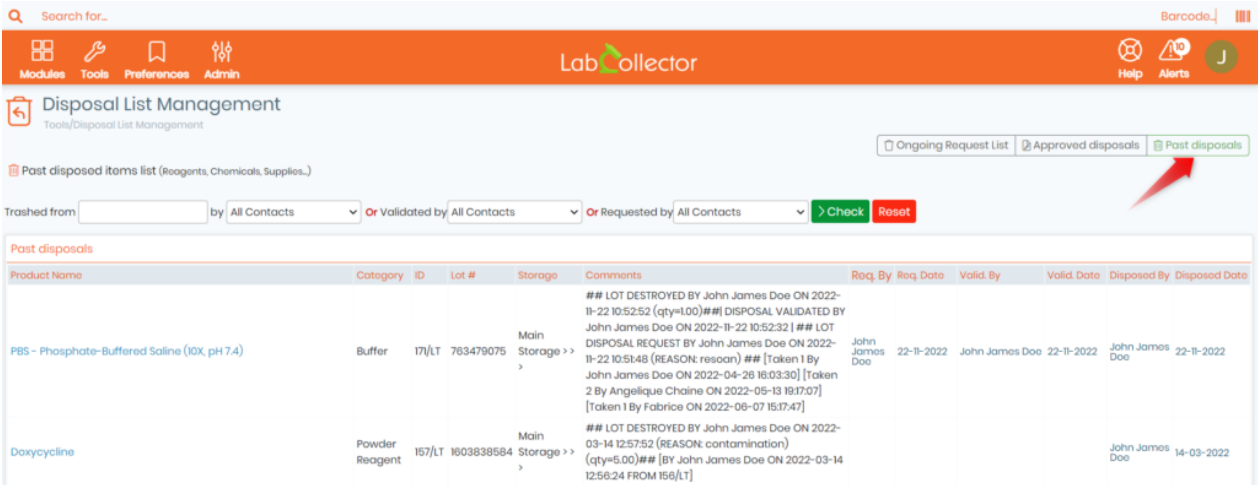 Search for...
Barcode..
Modules Tools Preferences Admin
LabCollector
Help 10 Alerts J
Disposal List Management
Tools/Disposal List Management
Ongoing Request List Approved disposals Past disposals
Past disposed items list (Reagents, Chemicals, Supplies...)
Trashed from by All Contacts Or Validated by All Contacts Or Requested by All Contacts > Check Reset
Past disposals
Product Name Category ID Lot # Storage Comments Req. By Req. Date Valid. By Valid. Date Disposed By Disposed Date
PBS - Phosphate-Buffered Saline (10X, pH 7.4)
Buffer
171/LT
763479075
Main
Storage > >
>
## LOT DESTROYED BY John James Doe ON 2022-
11-22 10:52:52 (qty=1.00)##| DISPOSAL VALIDATED BY
John James Doe ON 2022-11-22 10:52:32 | ## LOT
DISPOSAL REQUEST BY John James Doe ON 2022-
11-22 10:51:48 (REASON: resoan) ## [Taken 1 By
John James Doe ON 2022-04-26 16:03:30] [Taken
2 By Angelique Chaine ON 2022-05-13 19:17:07]
[Taken 1 By Fabrice ON 2022-06-07 15:17:47]
John
James
Doe
22-11-2022
John James Doe
22-11-2022
John James
Doe
22-11-2022
Doxycycline
Powder
Reagent
157/LT
1603838584
Main
Storage > >
>
## LOT DESTROYED BY John James Doe ON 2022-
03-14 12:57:52 (REASON: contamination)
(qty=5.00)## [BY John James Doe ON 2022-03-14
12:56:24 FROM 156/LT]
John James
Doe
14-03-2022